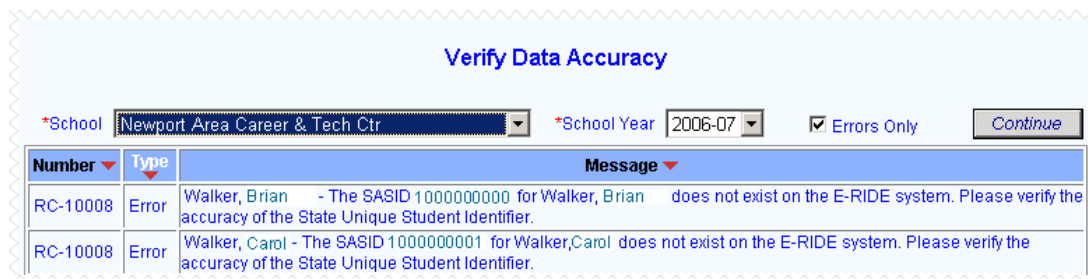 Verify Data Accuracy
*School Newport Area Career & Tech Ctr *School Year 2006-07 Errors Only Continue
Number Type Message
RC-10008 Error Walker, Brian - The SASID 1000000000 for Walker, Brian does not exist on the E-RIDE system. Please verify the
accuracy of the State Unique Student Identifier.
RC-10008 Error Walker, Carol - The SASID 1000000001 for Walker,Carol does not exist on the E-RIDE system. Please verify the
accuracy of the State Unique Student Identifier.